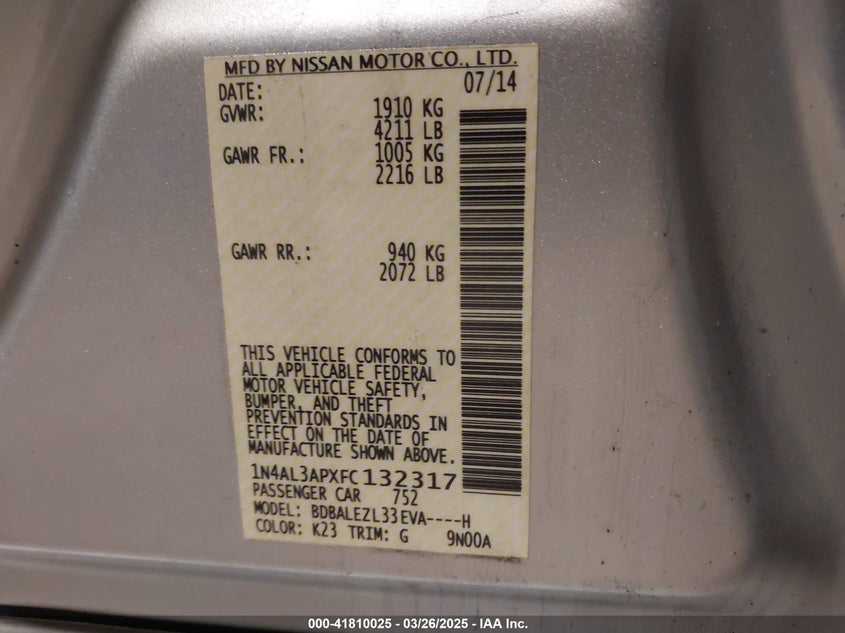 MFD BY NISSAN MOTOR CO., LTD.
DATE: 07/14
GVWR: 1910 KG
4211 LB
GAWR FR.: 1005 KG
2216 LB
GAWR RR.: 940 KG
2072 LB
THIS VEHICLE CONFORMS TO
ALL APPLICABLE FEDERAL
MOTOR VEHICLE SAFETY,
BUMPER, AND THEFT
PREVENTION STANDARDS IN
EFFECT ON THE DATE OF
MANUFACTURE SHOWN ABOVE.
1N4AL3APXFC132317
PASSENGER CAR 752
MODEL: BDBALEZL33EVA----H
COLOR: K23 TRIM: G 9N00A
000-41810025 - 03/26/2025 - IAA Inc.